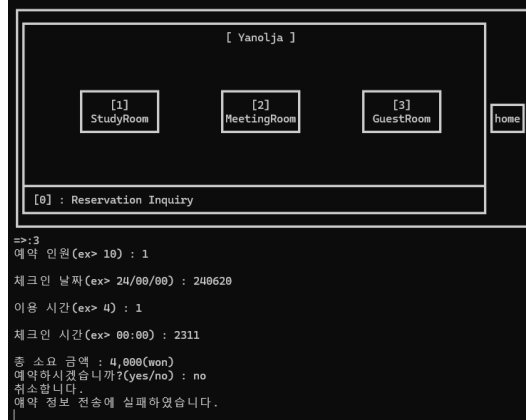 [ Yanolja ]
[1] [2] [3]
StudyRoom MeetingRoom GuestRoom home
[0] : Reservation Inquiry
=>:3
예약 인원(ex> 10) : 1
체크인 날짜(ex> 24/00/00) : 240620
이용 시간(ex> 4) : 1
체크인 시간(ex> 00:00) : 2311
총 소요 금액 : 4,000(won)
예약하시겠습니까?(yes/no) : no
취소합니다.
얘약 정보 전송에 실패하였습니다.